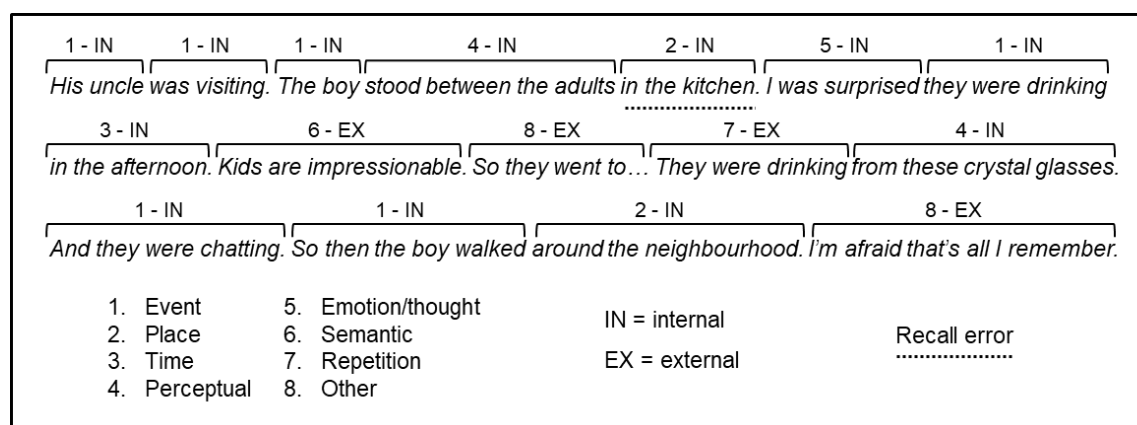 1 - IN 1 - IN 1 - IN 4 - IN 2 - IN 5 - IN 1 - IN
His uncle was visiting. The boy stood between the adults in the kitchen. I was surprised they were drinking
3 - IN 6 - EX 8 - EX 7 - EX 4 - IN
in the afternoon. Kids are impressionable. So they went to… They were drinking from these crystal glasses.
1 - IN 1 - IN 2 - IN 8 - EX
And they were chatting. So then the boy walked around the neighbourhood. I'm afraid that's all I remember.
1. Event
2. Place
3. Time
4. Perceptual
5. Emotion/thought
6. Semantic
7. Repetition
8. Other
IN = internal
EX = external
Recall error